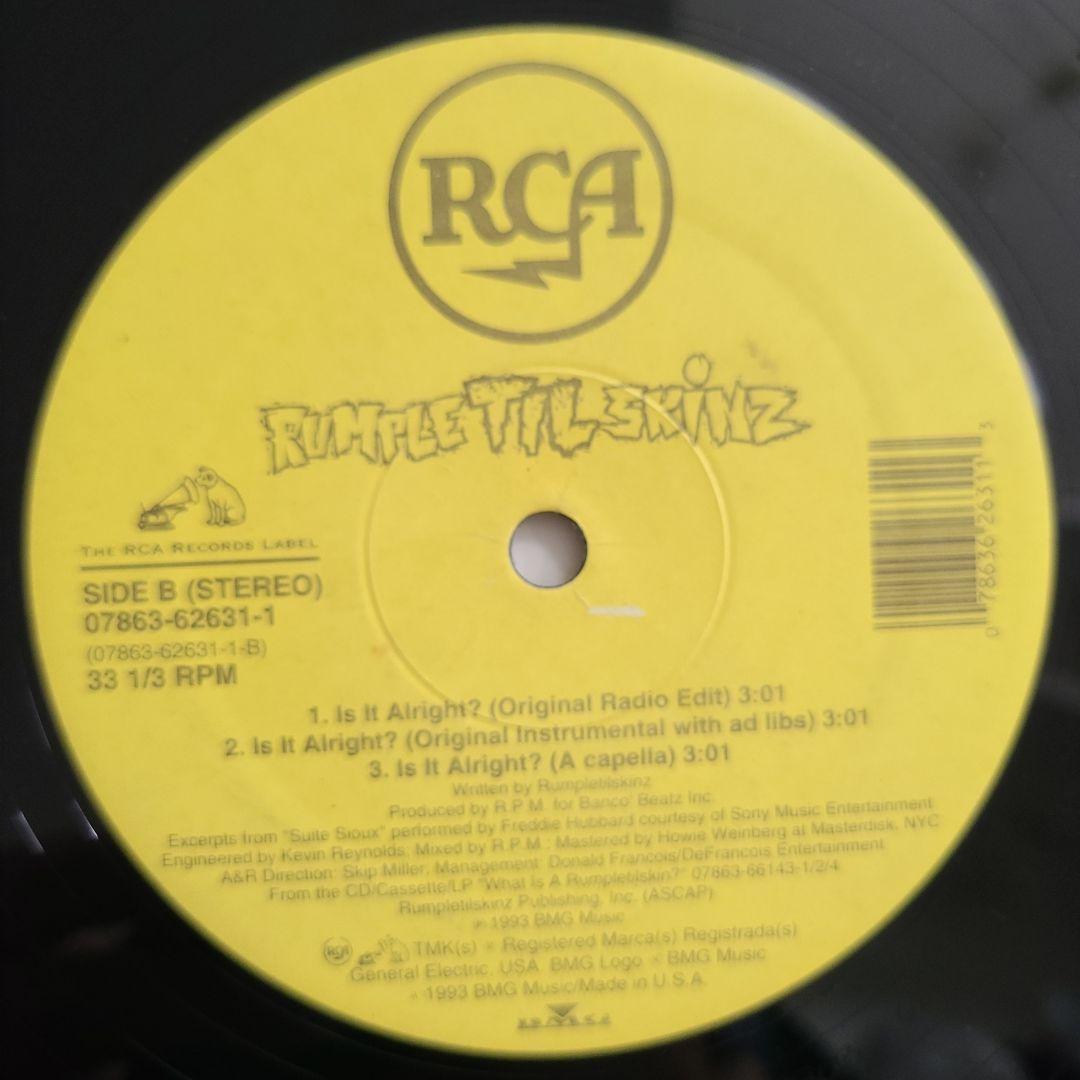 RCA
RUMPLETILSKINZ
THE RCA RECORDS LABEL
SIDE B (STEREO)
07863-62631-1
(07863-62631-1-B)
33 1/3 RPM
0 78636 26311 3
1. Is It Alright? (Original Radio Edit) 3:01
2. Is It Alright? (Original Instrumental with ad libs) 3:01
3. Is It Alright? (A capella) 3:01
Written by Rumpletilskinz
Produced by R.P.M. for Banco' Beatz Inc.
Excerpts from "Suite Sioux" performed by Freddie Hubbard courtesy of Sony Music Entertainment
Engineered by Kevin Reynolds; Mixed by R.P.M.; Mastered by Howie Weinberg at Masterdisk, NYC
A&R Direction: Skip Miller, Management: Donald Francois/DeFrancois Entertainment
From the CD/Cassette/LP "What Is A Rumpletilskin?" 07863-66143-1/2/4
Rumpletilskinz Publishing, Inc. (ASCAP)
℗ 1993 BMG Music
RCA TMK(s) ® Registered Marca(s) Registrada(s)
General Electric, USA BMG Logo ® BMG Music
© 1993 BMG Music/Made in U.S.A.